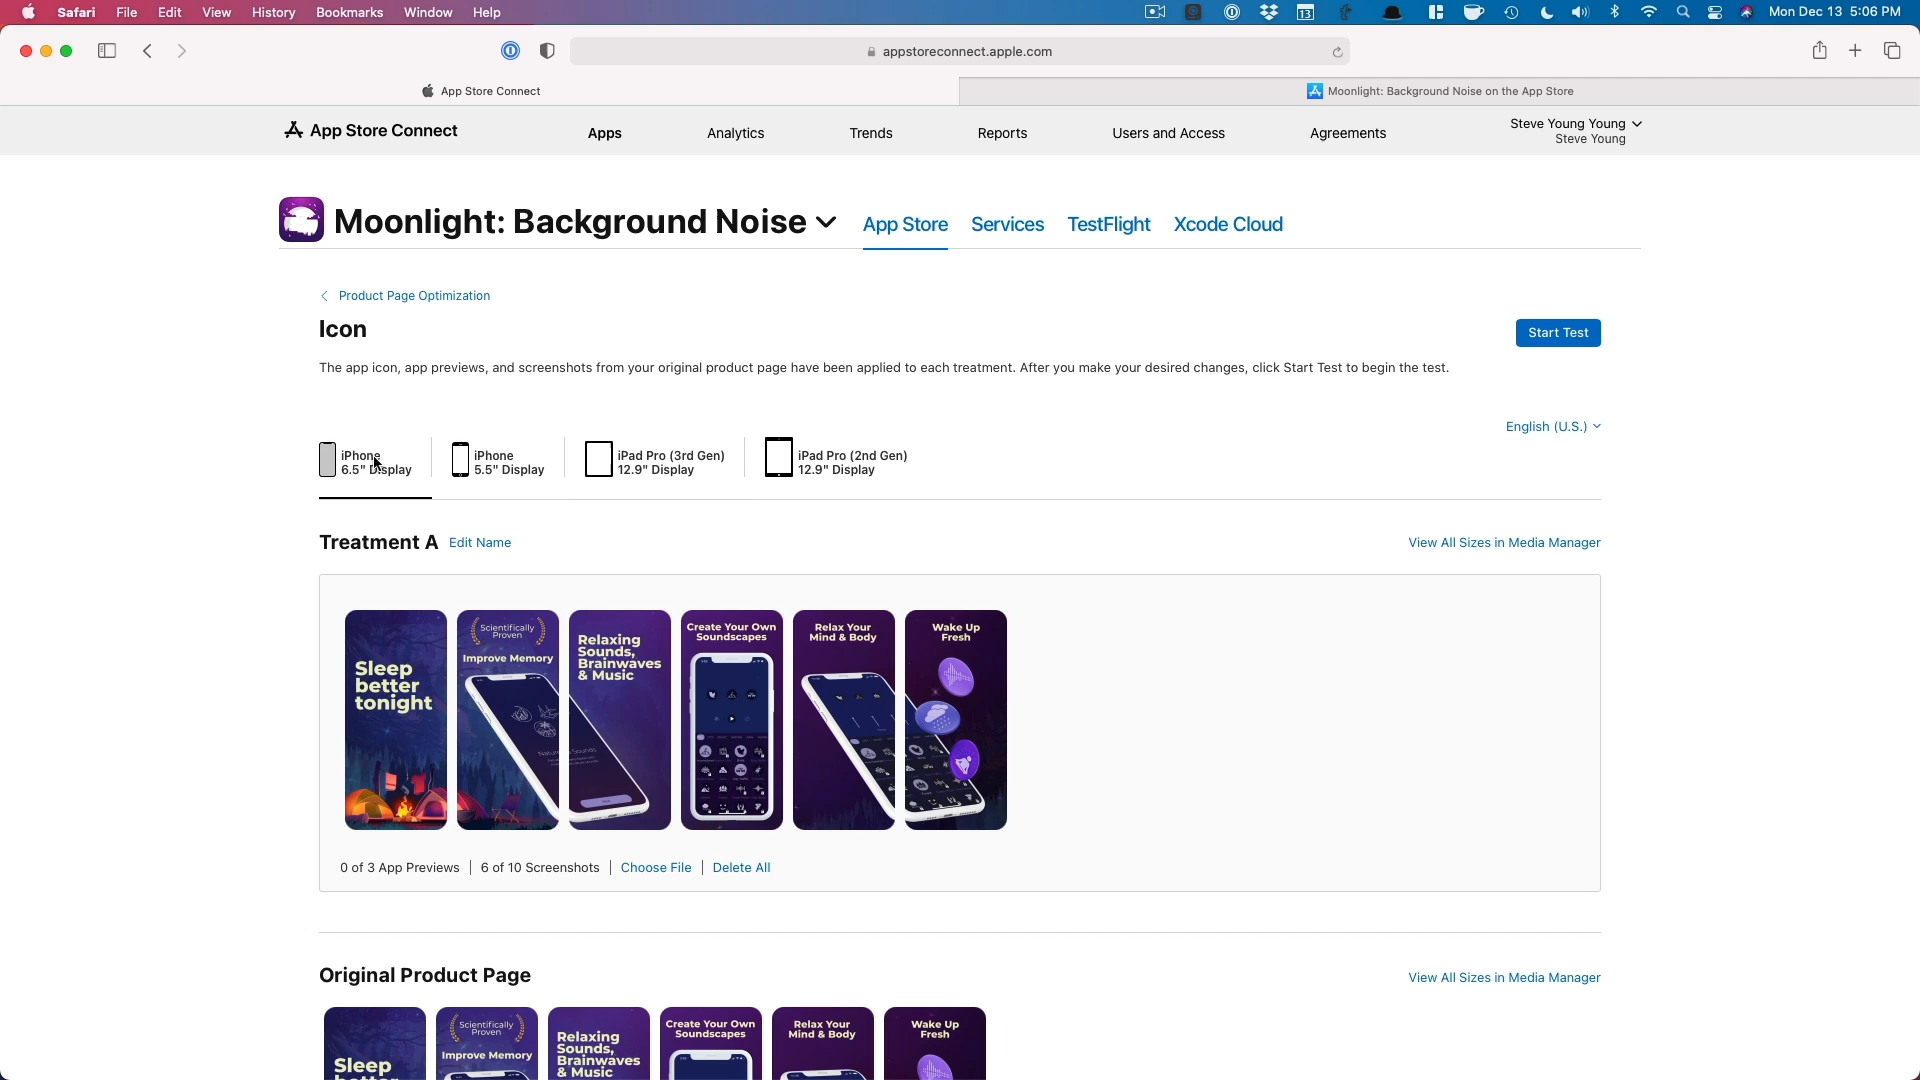 Safari File Edit View History Bookmarks Window Help
13
Mon Dec 13 5:06 PM
appstoreconnect.apple.com
App Store Connect
Moonlight: Background Noise on the App Store
App Store Connect
Apps Analytics Trends Reports Users and Access Agreements
Steve Young Young
Steve Young
Moonlight: Background Noise
App Store Services TestFlight Xcode Cloud
Product Page Optimization
Icon
Start Test
The app icon, app previews, and screenshots from your original product page have been applied to each treatment. After you make your desired changes, click Start Test to begin the test.
English (U.S.)
iPhone
6.5" Display
iPhone
5.5" Display
iPad Pro (3rd Gen)
12.9" Display
iPad Pro (2nd Gen)
12.9" Display
Treatment A Edit Name
View All Sizes in Media Manager
Sleep
better
tonight
Scientifically
Proven
Improve Memory
Relaxing
Sounds,
Brainwaves
& Music
Create Your Own
Soundscapes
Relax Your
Mind & Body
Wake Up
Fresh
0 of 3 App Previews | 6 of 10 Screenshots | Choose File | Delete All
Original Product Page
View All Sizes in Media Manager
Sleep
better
Scientifically
Proven
Improve Memory
Relaxing
Sounds,
Brainwaves
& Music
Create Your Own
Soundscapes
Relax Your
Mind & Body
Wake Up
Fresh